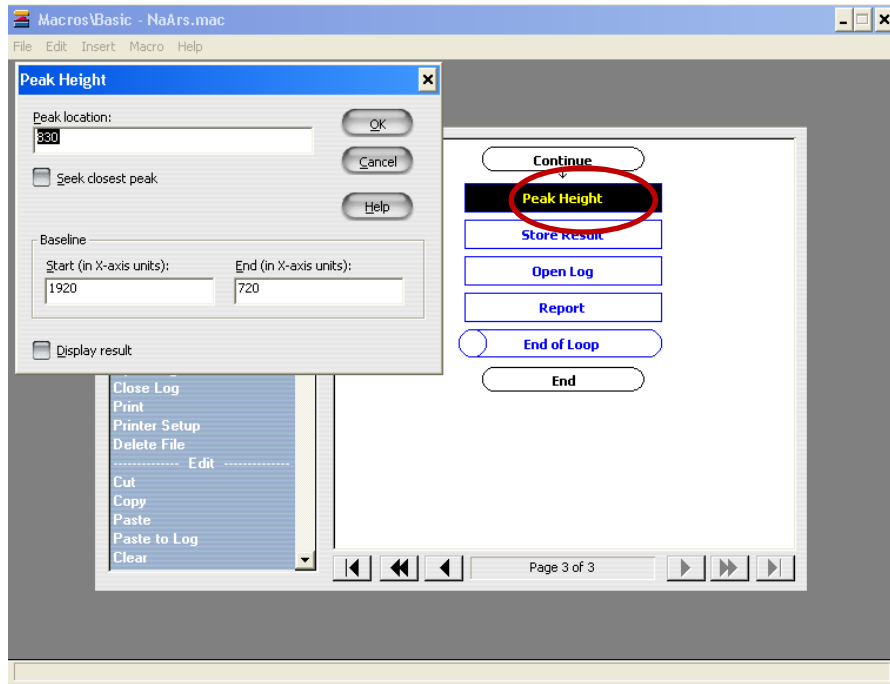 Macros\Basic - NaArs.mac
File Edit Insert Macro Help
Peak Height
Peak location:
830
OK
Cancel
Seek closest peak
Help
Baseline
Start (in X-axis units): End (in X-axis units):
1920 720
Display result
Continue
Peak Height
Store Result
Open Log
Report
End of Loop
End
Close Log
Print
Printer Setup
Delete File
-------------- Edit --------------
Cut
Copy
Paste
Paste to Log
Clear
Page 3 of 3